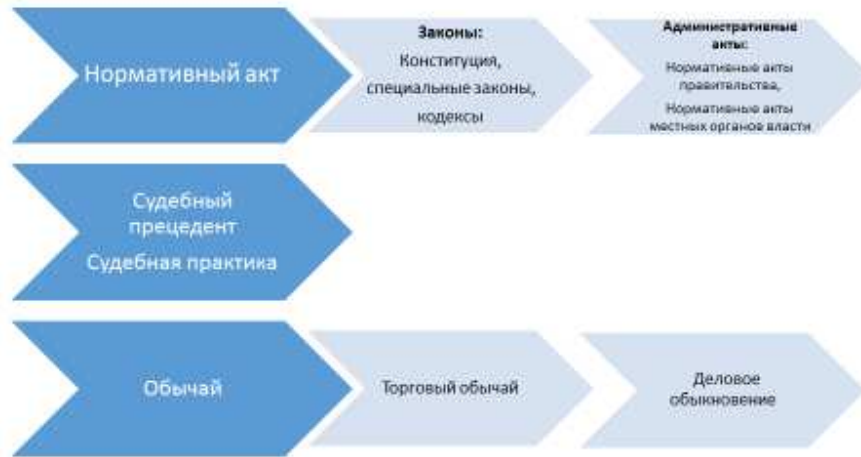 Нормативный акт
Законы:
Конституция,
специальные законы,
кодексы
Административные
акты:
Нормативные акты
правительства,
Нормативные акты
местных органов власти
Судебный
прецедент
Судебная практика
Обычай
Торговый обычай
Деловое
обыкновение